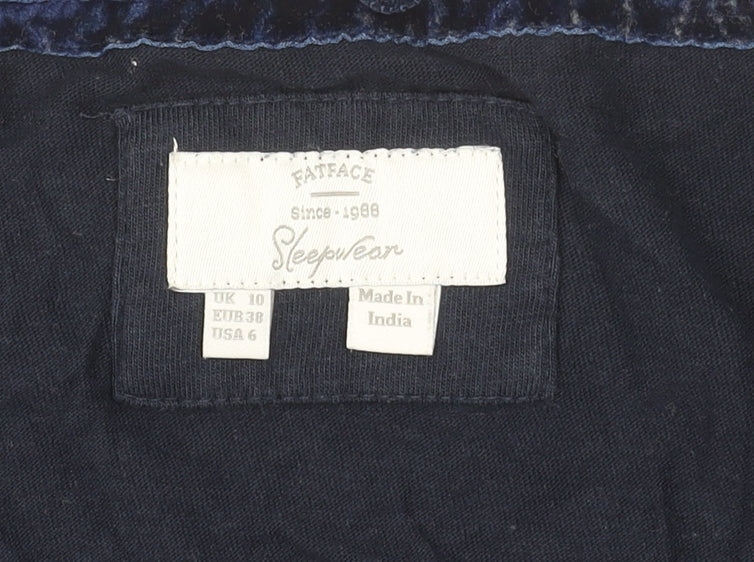 FATFACE
Since - 1988
Sleepwear
UK 10
EUR 38
USA 6
Made In
India